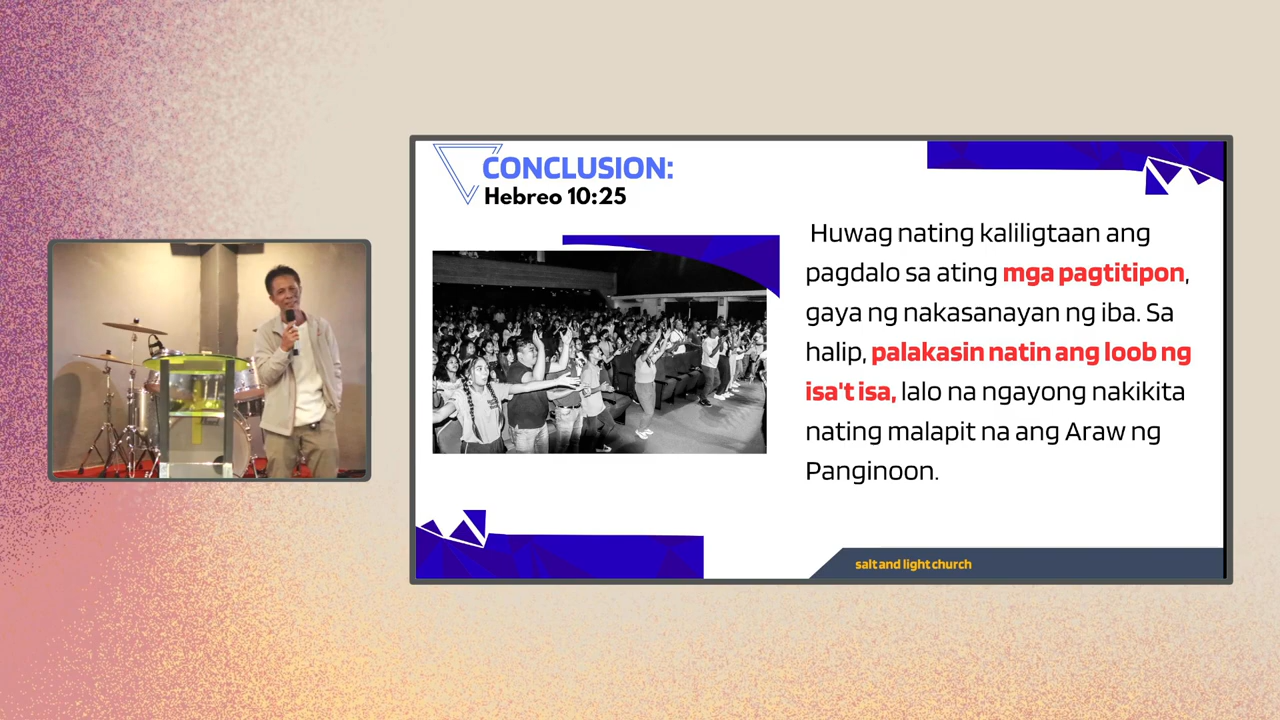 CONCLUSION:
Hebreo 10:25
Huwag nating kaliligtaan ang
pagdalo sa ating mga pagtitipon,
gaya ng nakasanayan ng iba. Sa
halip, palakasin natin ang loob ng
isa't isa, lalo na ngayong nakikita
nating malapit na ang Araw ng
Panginoon.
salt and light church